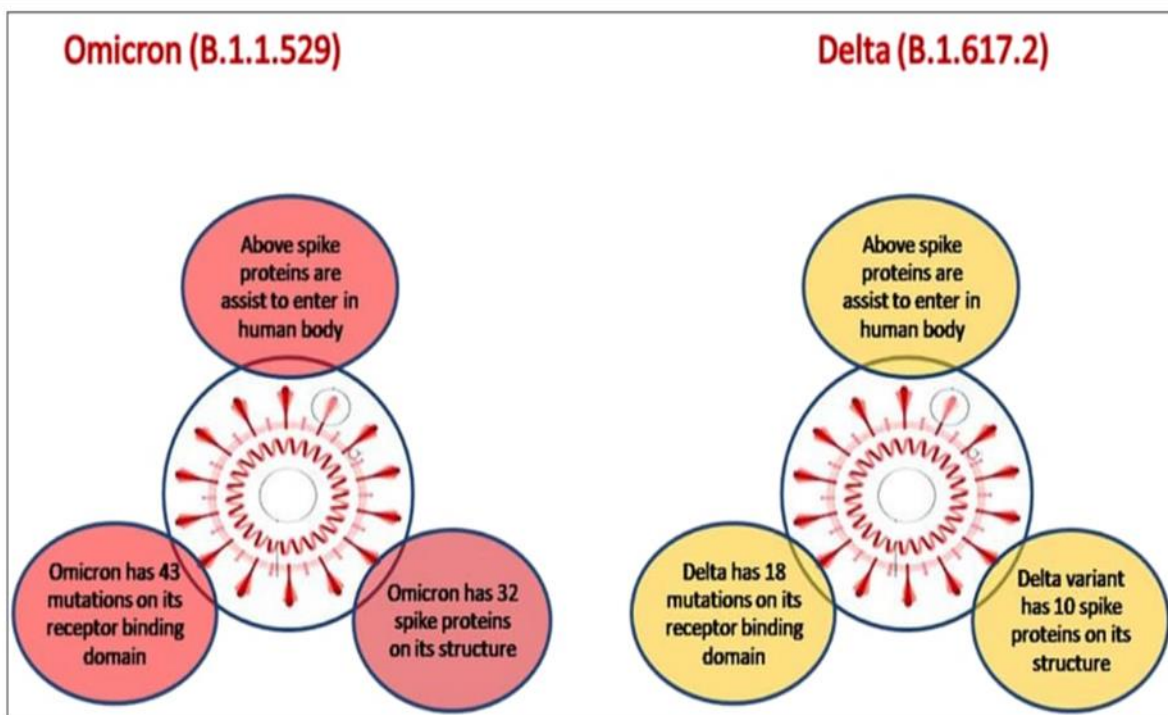 Omicron (B.1.1.529)
Delta (B.1.617.2)
Above spike
proteins are
assist to enter in
human body
Omicron has 43
mutations on its
receptor binding
domain
Omicron has 32
spike proteins
on its structure
Above spike
proteins are
assist to enter in
human body
Delta has 18
mutations on its
receptor binding
domain
Delta variant
has 10 spike
proteins on its
structure